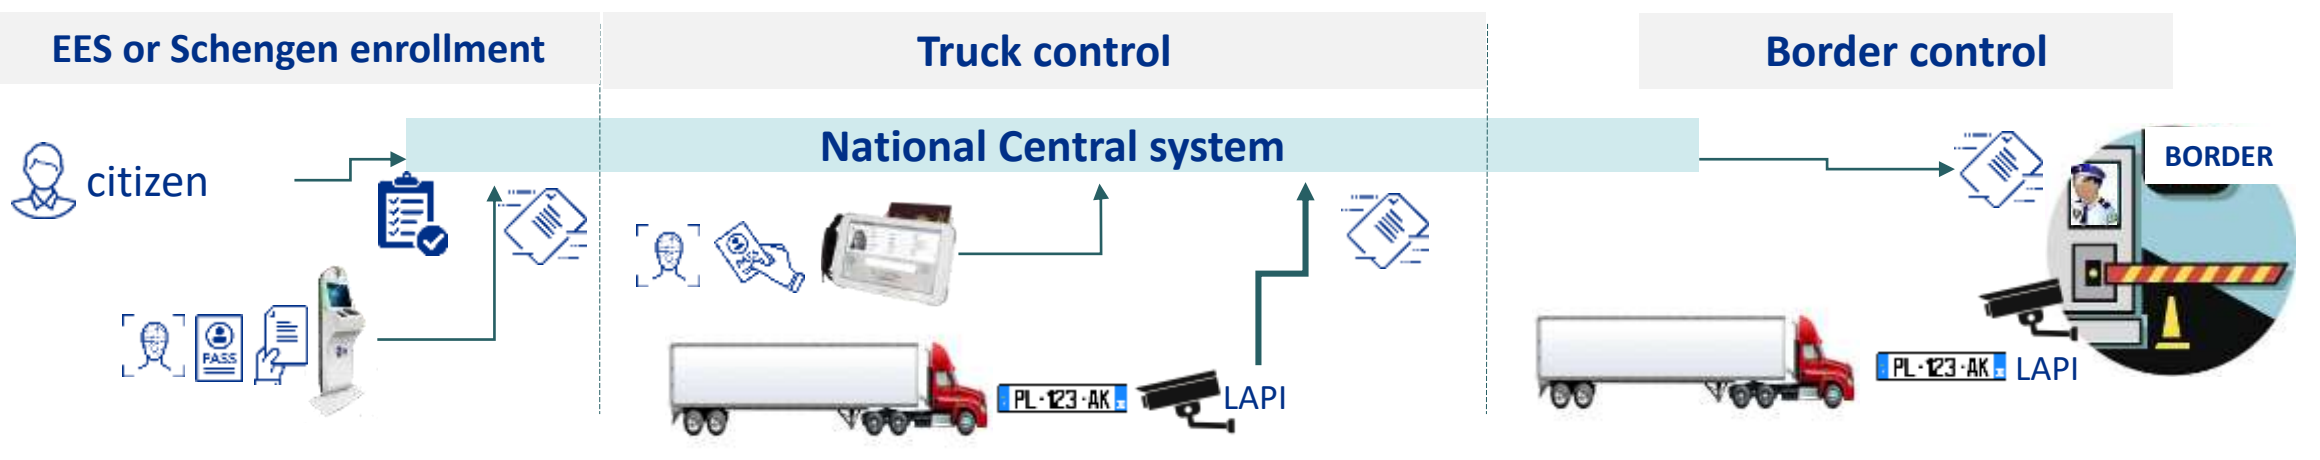 EES or Schengen enrollment
Truck control
Border control
National Central system
citizen
BORDER
PASS
PL-123-AK
LAPI
PL-123-AK
LAPI